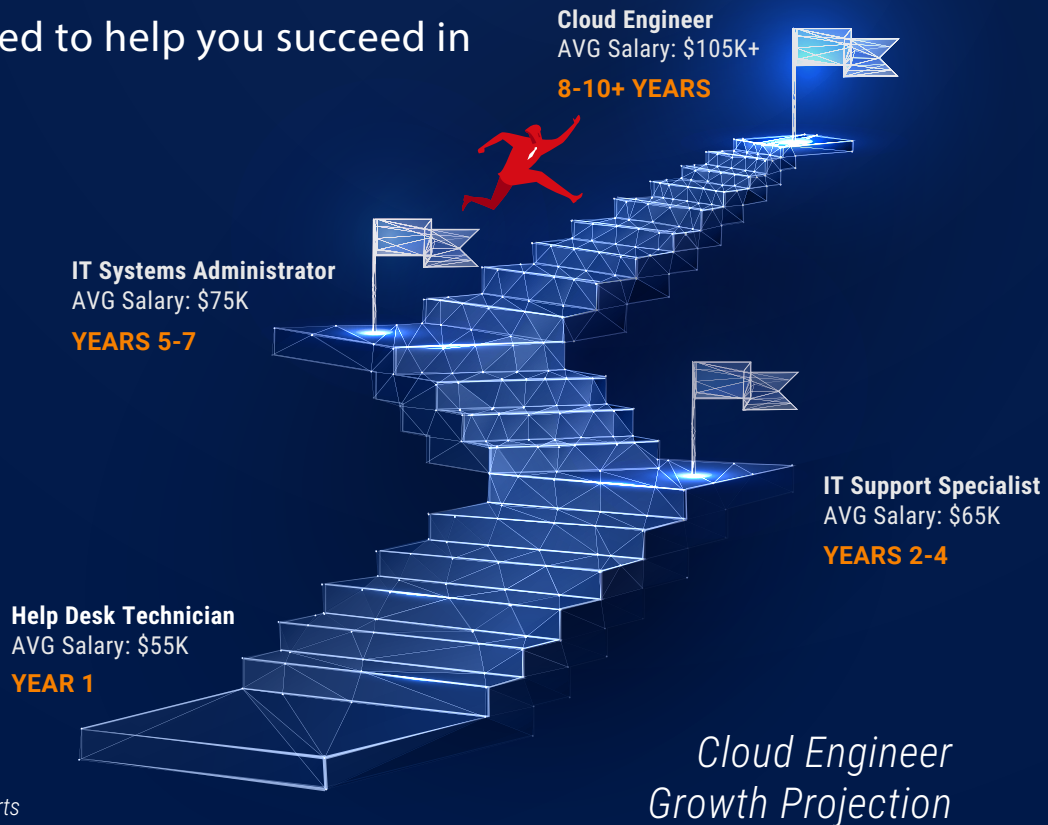 ed to help you succeed in
Cloud Engineer
AVG Salary: $105K+
8-10+ YEARS
IT Systems Administrator
AVG Salary: $75K
YEARS 5-7
IT Support Specialist
AVG Salary: $65K
YEARS 2-4
Help Desk Technician
AVG Salary: $55K
YEAR 1
Cloud Engineer
Growth Projection
rts